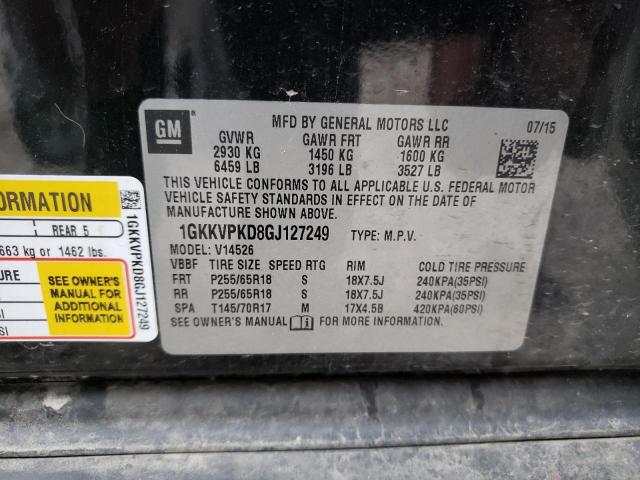 GM
MFD BY GENERAL MOTORS LLC 07/15
GVWR GAWR FRT GAWR RR
2930 KG 1450 KG 1600 KG
6459 LB 3196 LB 3527 LB
THIS VEHICLE CONFORMS TO ALL APPLICABLE U.S. FEDERAL MOTOR
VEHICLE SAFETY STANDARDS IN EFFECT ON THE DATE OF
MANUFACTURE SHOWN ABOVE.
1GKKVPKD8GJ127249 TYPE: M.P.V.
MODEL: V14526
VBBF TIRE SIZE SPEED RTG RIM COLD TIRE PRESSURE
FRT P255/65R18 S 18X7.5J 240KPA(35PSI)
RR P255/65R18 S 18X7.5J 240KPA(35PSI)
SPA T145/70R17 M 17X4.5B 420KPA(60PSI)
SEE OWNER'S MANUAL FOR MORE INFORMATION.
FORMATION
REAR 5
663 kg or 1462 lbs.
SURE
SEE OWNER'S
MANUAL FOR
ADDITIONAL
INFORMATION
SI
1GKKVPKD8GJ127249